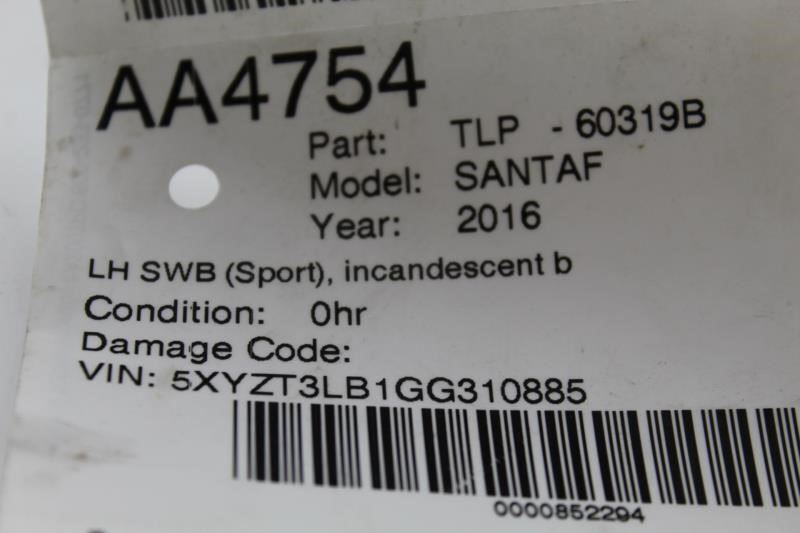 AA4754
Part: TLP - 60319B
Model: SANTAF
Year: 2016
LH SWB (Sport), incandescent b
Condition: 0hr
Damage Code:
VIN: 5XYZT3LB1GG310885
0000852294